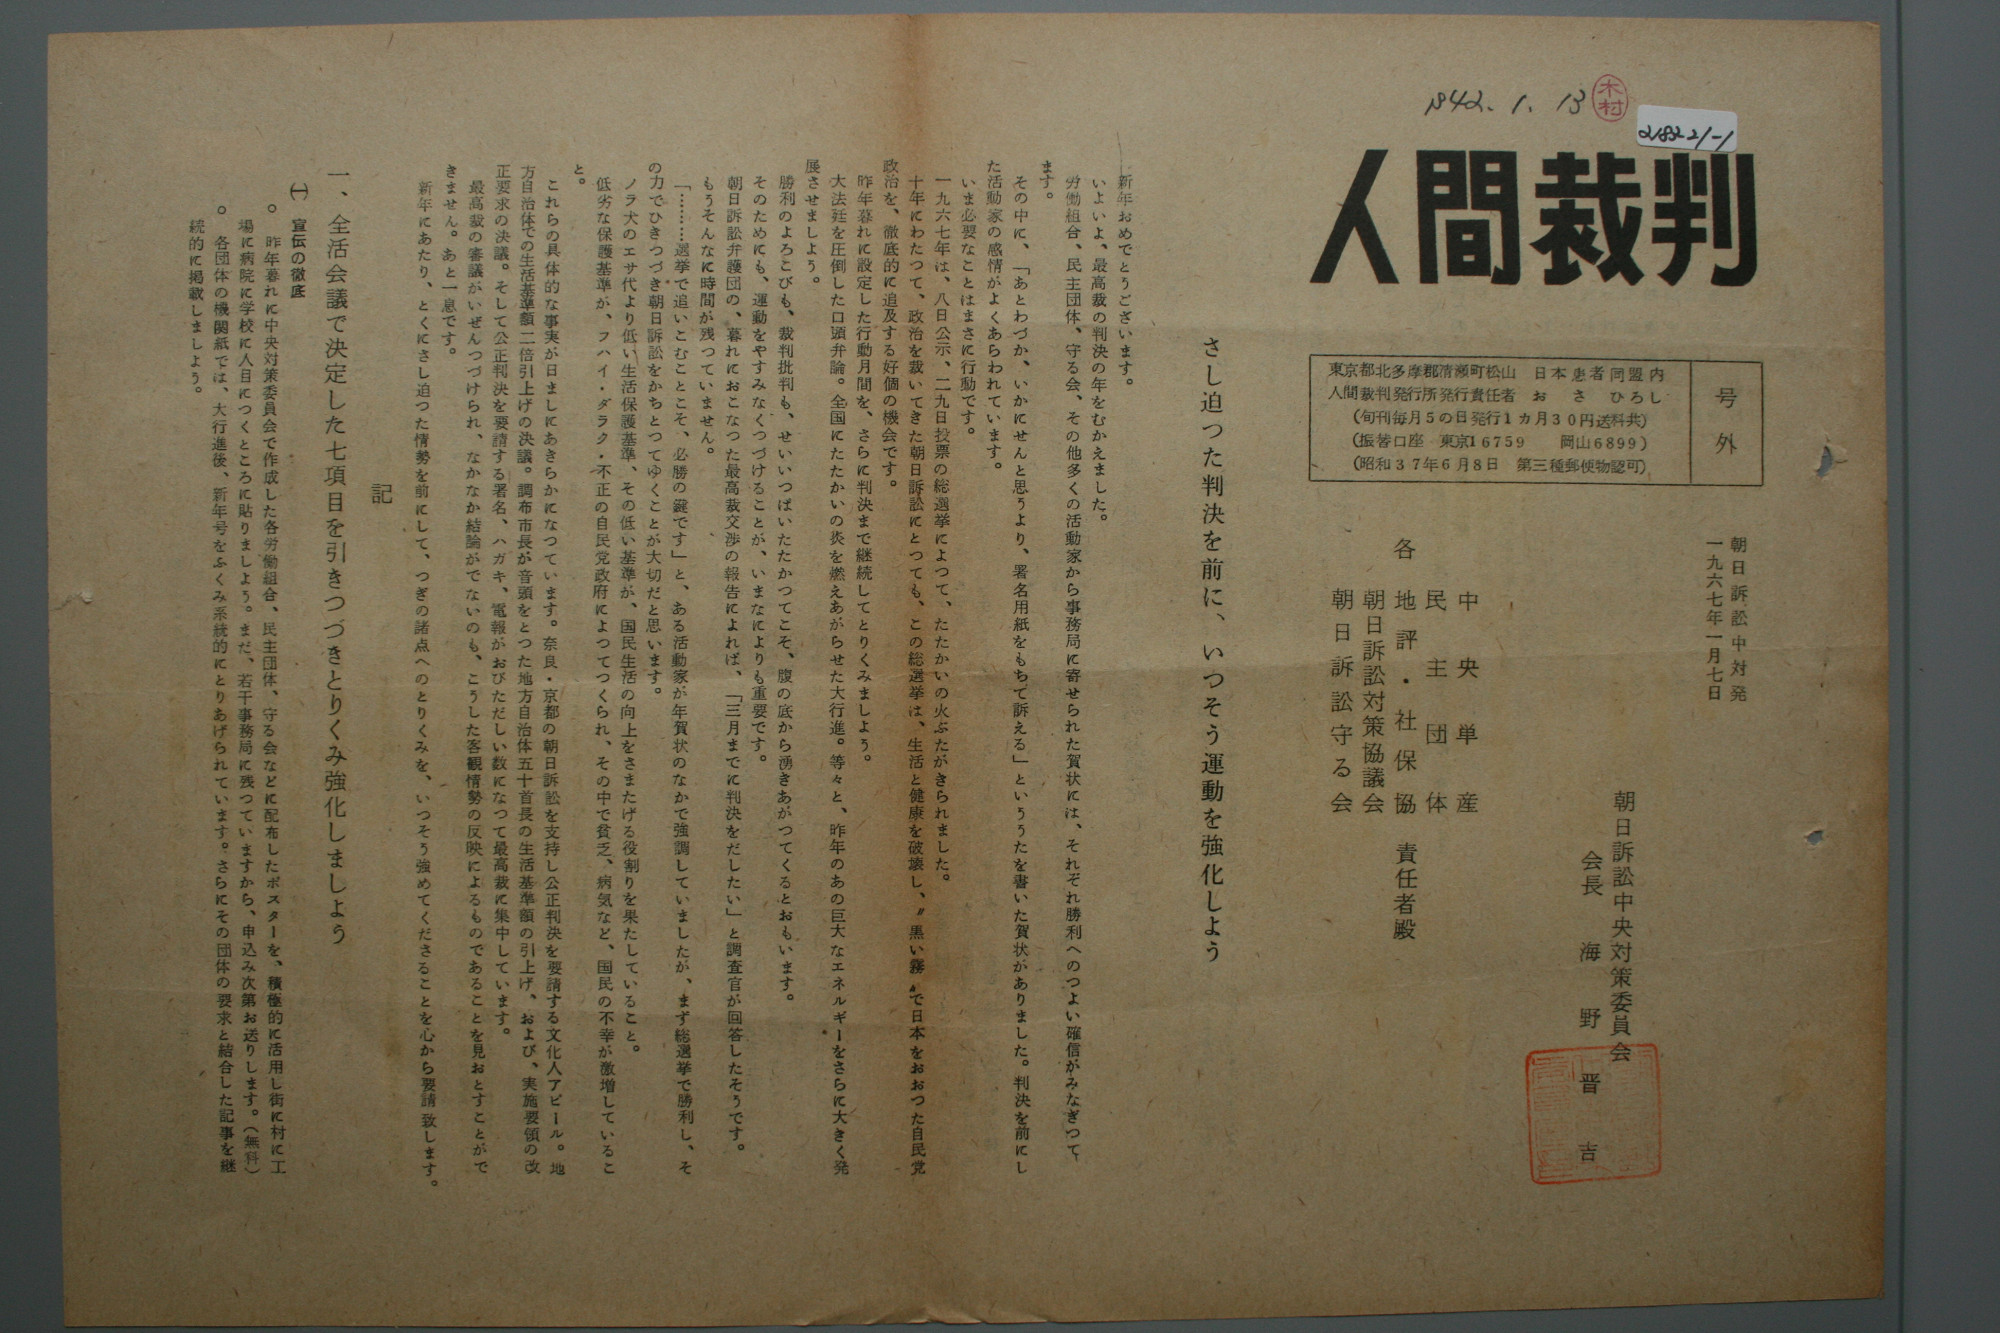 S42. 1. 13
木村
21832 21-1
人間裁判
号外
東京都北多摩郡清瀬町松山 日本患者同盟内
人間裁判発行所発行責任者 おさ ひろし
(旬刊毎月5の日発行1カ月30円送料共)
(振替口座 東京16759 岡山6899)
(昭和37年6月8日 第三種郵便物認可)
朝日訴訟中対発
一九六七年一月七日
朝日訴訟中央対策委員会
会長 海野晋吉
中央単産
民主団体
各地評・社保協 責任者殿
朝日訴訟対策協議会
朝日訴訟守る会
さし迫つた判決を前に、いつそう運動を強化しよう
新年おめでとうございます。
いよいよ、最高裁の判決の年をむかえました。
労働組合、民主団体、守る会、その他多くの活動家から事務局に寄せられた賀状には、それぞれ勝利へのつよい確信がみなぎつて
ます。
その中に、「あとわづか、いかにせんと思うより、署名用紙をもちて訴える」といううたを書いた賀状がありました。判決を前にし
た活動家の感情がよくあらわれています。
いま必要なことはまさに行動です。
一九六七年は、八日公示、二九日投票の総選挙によつて、たたかいの火ぶたがきられました。
十年にわたつて、政治を裁いてきた朝日訴訟にとつても、この総選挙は、生活と健康を破壊し、〃黒い霧〃で日本をおおつた自民党
政治を、徹底的に追及する好個の機会です。
昨年暮れに設定した行動月間を、さらに判決まで継続してとりくみましよう。
大法廷を圧倒した口頭弁論。全国にたたかいの炎を燃えあがらせた大行進。等々と、昨年のあの巨大なエネルギーをさらに大きく発
展させましよう。
勝利のよろこびも、裁判批判も、せいいつぱいたたかつてこそ、腹の底から湧きあがつてくるとおもいます。
そのためにも、運動をやすみなくつづけることが、いまなによりも重要です。
朝日訴訟弁護団の、暮れにおこなつた最高裁交渉の報告によれば、「三月までに判決をだしたい」と調査官が回答したそうです。
もうそんなに時間が残つていません。
「………選挙で追いこむことこそ、必勝の鍵です」と、ある活動家が年賀状のなかで強調していましたが、まず総選挙で勝利し、そ
の力でひきつづき朝日訴訟をかちとつてゆくことが大切だと思います。
ノラ犬のエサ代より低い生活保護基準、その低い基準が、国民生活の向上をさまたげる役割りを果たしていること。
低劣な保護基準が、フハイ・ダラク・不正の自民党政府によつてつくられ、その中で貧乏、病気など、国民の不幸が激増しているこ
と。
これらの具体的な事実が日ましにあきらかになつています。奈良・京都の朝日訴訟を支持し公正判決を要請する文化人アピール。地
方自治体での生活基準額二倍引上げの決議。調布市長が音頭をとつた地方自治体五十首長の生活基準額の引上げ、および、実施要領の改
正要求の決議。そして公正判決を要請する署名、ハガキ、電報がおびただしい数になつて最高裁に集中しています。
最高裁の審議がいぜんつづけられ、なかなか結論がでないのも、こうした客観情勢の反映によるものであることを見おとすことがで
きません。あと一息です。
新年にあたり、とくにさし迫つた情勢を前にして、つぎの諸点へのとりくみを、いつそう強めてくださることを心から要請致します。
記
一、全活会議で決定した七項目を引きつづきとりくみ強化しましよう
(一) 宣伝の徹底
○ 昨年暮れに中央対策委員会で作成した各労働組合、民主団体、守る会などに配布したポスターを、積極的に活用し街に村に工
場に病院に学校に人目につくところに貼りましよう。まだ、若干事務局に残つていますから、申込み次第お送りします。(無料)
○ 各団体の機関紙では、大行進後、新年号をふくみ系統的にとりあげられています。さらにその団体の要求と結合した記事を継
続的に掲載しましよう。